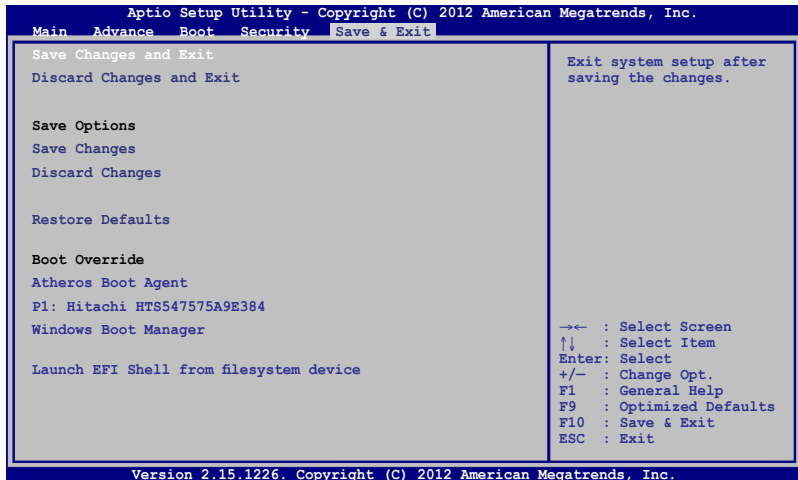 Aptio Setup Utility - Copyright (C) 2012 American Megatrends, Inc.
Main Advance Boot Security Save & Exit
Save Changes and Exit
Discard Changes and Exit
Save Options
Save Changes
Discard Changes
Restore Defaults
Boot Override
Atheros Boot Agent
P1: Hitachi HTS547575A9E384
Windows Boot Manager
Launch EFI Shell from filesystem device
Exit system setup after
saving the changes.
→← : Select Screen
↑↓ : Select Item
Enter: Select
+/— : Change Opt.
F1 : General Help
F9 : Optimized Defaults
F10 : Save & Exit
ESC : Exit
Version 2.15.1226. Copyright (C) 2012 American Megatrends, Inc.